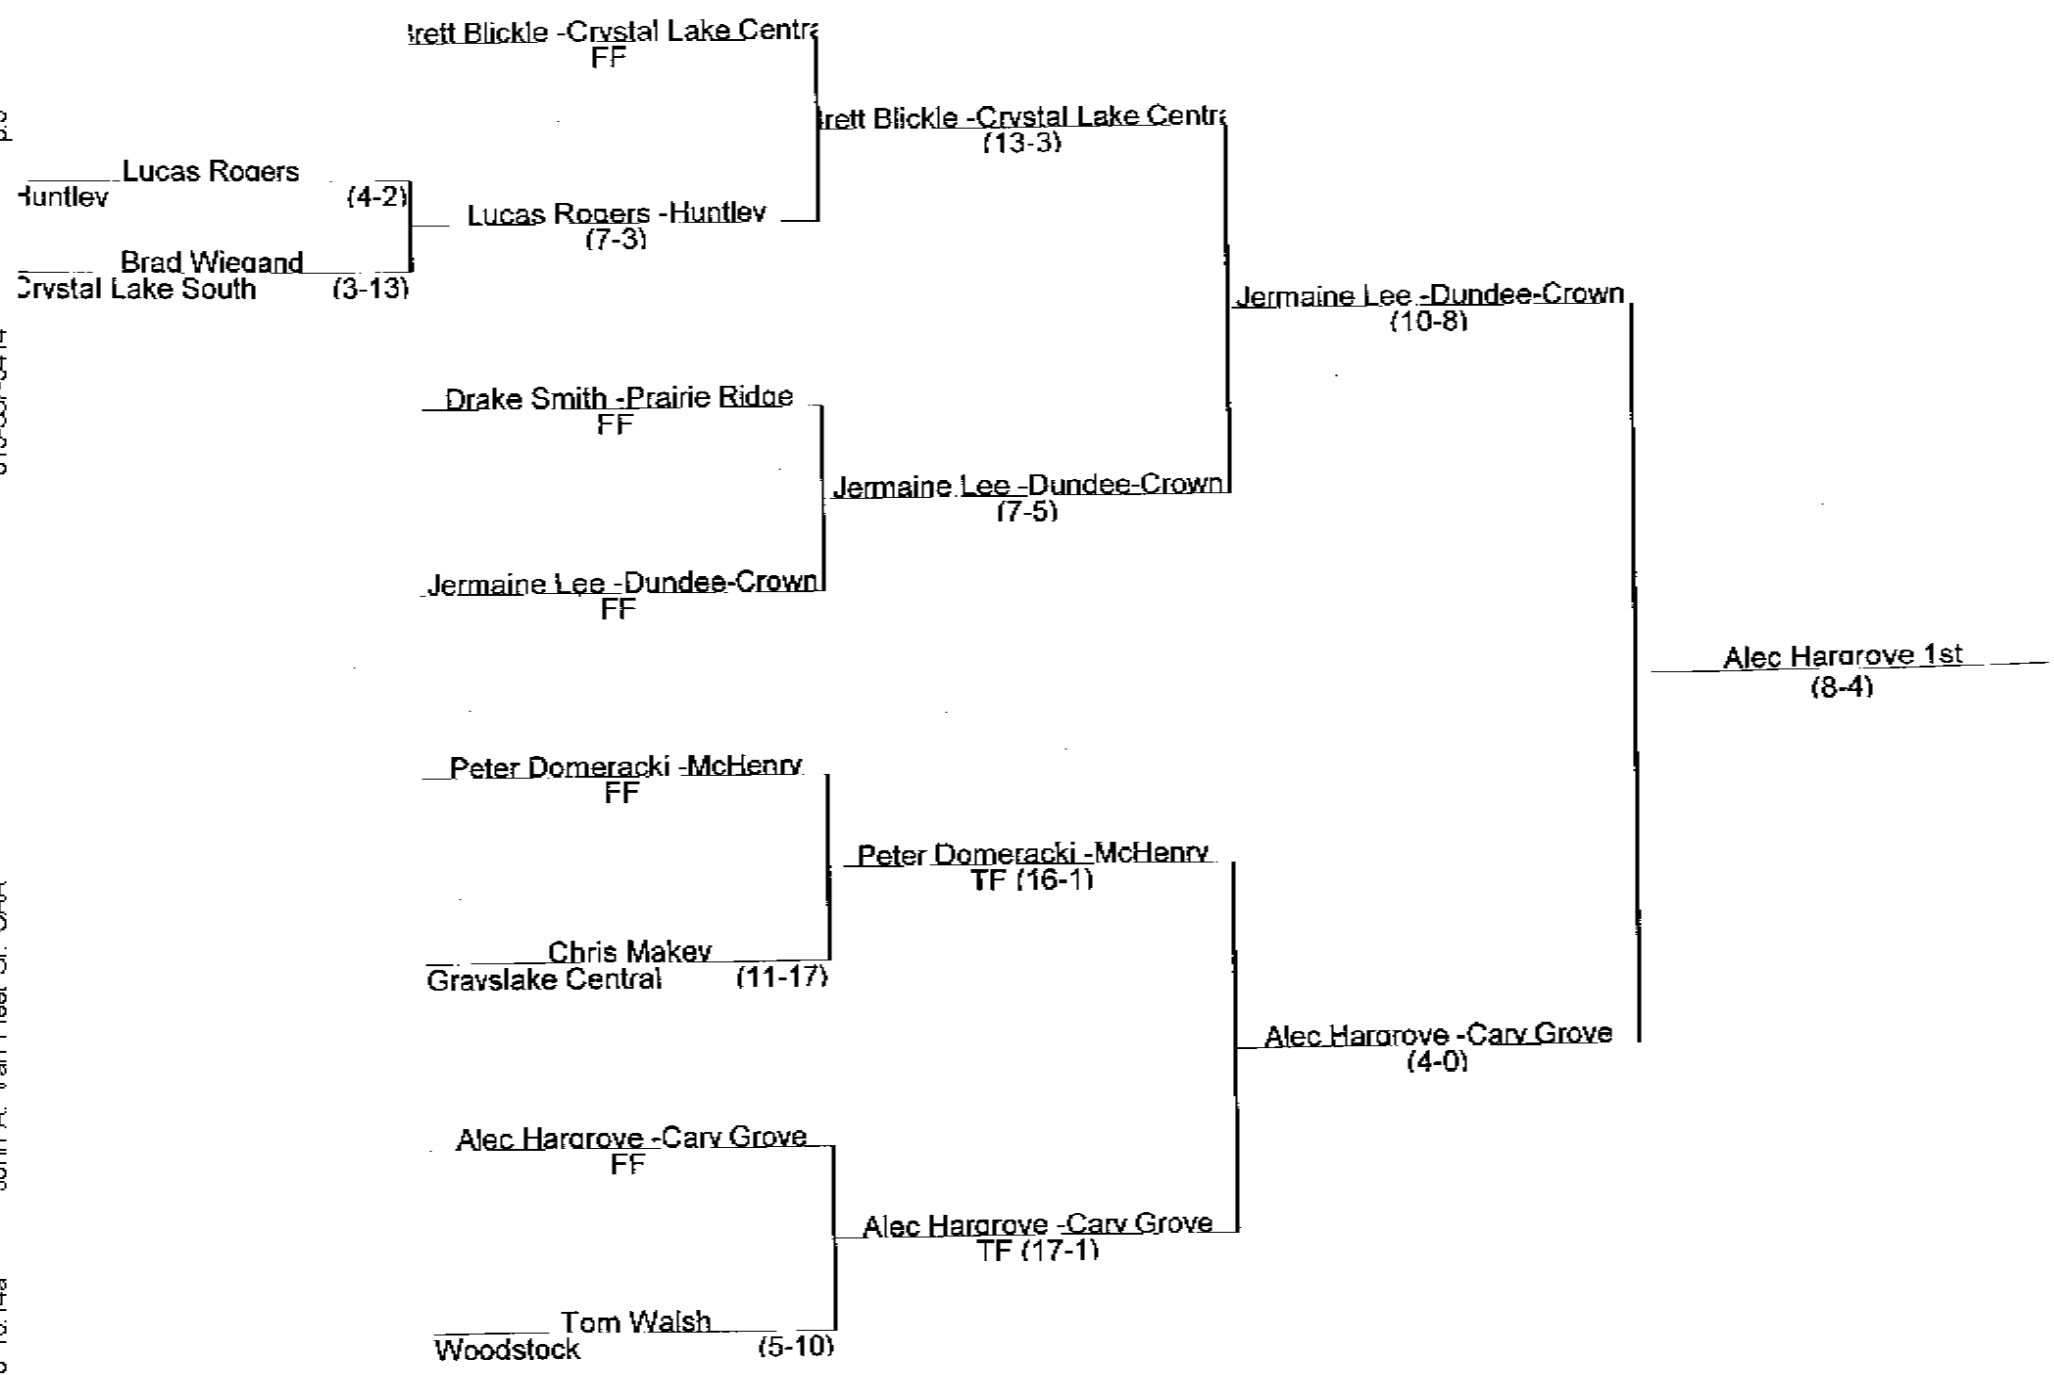 rett Blickle -Crystal Lake Centr
FF
rett Blickle -Crystal Lake Centr
(13-3)
Lucas Rogers
Huntley (4-2)
Lucas Rogers -Huntley
(7-3)
Brad Wiegand
Crystal Lake South (3-13)
Jermaine Lee -Dundee-Crown
(10-8)
Drake Smith -Prairie Ridge
FF
Jermaine Lee -Dundee-Crown
(7-5)
Jermaine Lee -Dundee-Crown
FF
Alec Hargrove 1st
(8-4)
Peter Domeracki -McHenry
FF
Peter Domeracki -McHenry
TF (16-1)
Chris Makey
Grayslake Central (11-17)
Alec Hargrove -Cary Grove
(4-0)
Alec Hargrove -Cary Grove
FF
Alec Hargrove -Cary Grove
TF (17-1)
Tom Walsh
Woodstock (5-10)